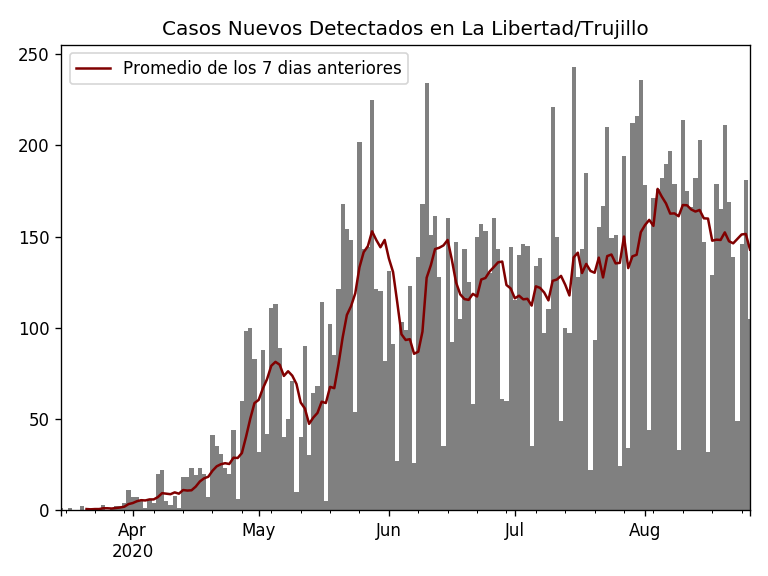 Casos Nuevos Detectados en La Libertad/Trujillo
Promedio de los 7 dias anteriores
250
200
150
100
50
0
Apr
2020
May
Jun
Jul
Aug